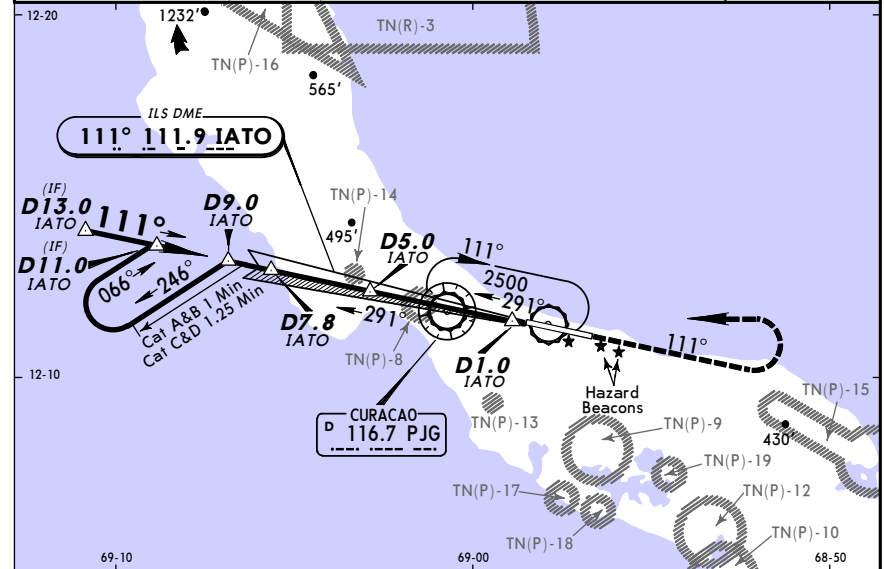 12-20
1232'
TN(R)-3
TN(P)-16
565'
ILS DME
111° 111.9 IATO
TN(P)-14
(IF)
D13.0
IATO
111°
D9.0
IATO
495'
D5.0
IATO
(IF)
D11.0
IATO
111°
2500
291°
066°
246°
Cat A&B 1 Min
Cat C&D 1.25 Min
D7.8
IATO
291°
TN(P)-8
D1.0
IATO
111°
12-10
Hazard
Beacons
TN(P)-15
CURACAO
D 116.7 PJG
TN(P)-13
TN(P)-9
430'
TN(P)-19
TN(P)-17
TN(P)-12
TN(P)-18
TN(P)-10
69-10
69-00
68-50